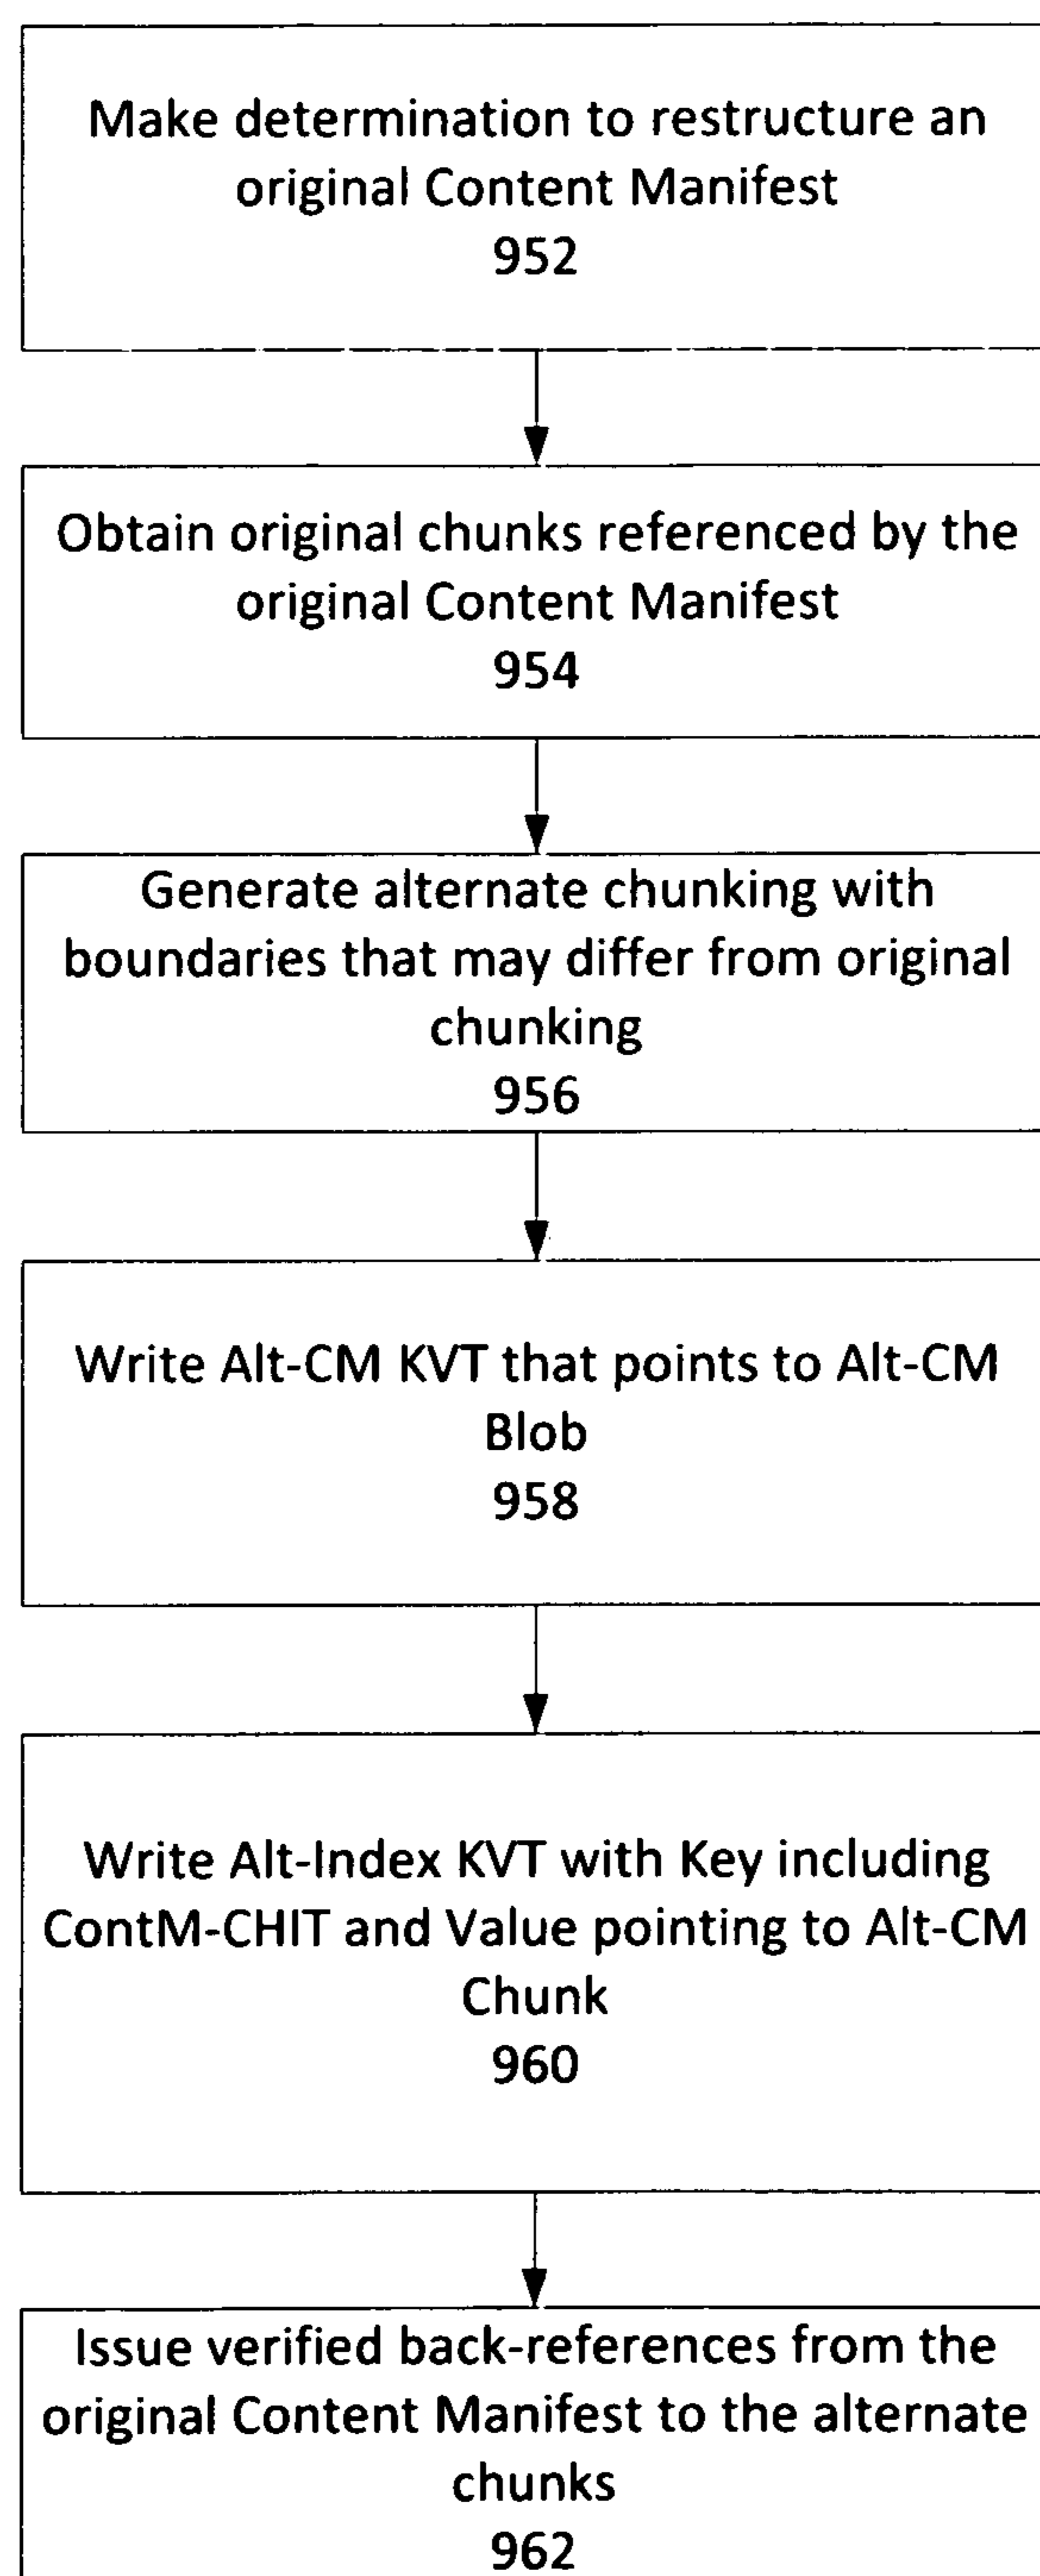 Make determination to restructure an
original Content Manifest
952
Obtain original chunks referenced by the
original Content Manifest
954
Generate alternate chunking with
boundaries that may differ from original
chunking
956
Write Alt-CM KVT that points to Alt-CM
Blob
958
Write Alt-Index KVT with Key including
ContM-CHIT and Value pointing to Alt-CM
Chunk
960
Issue verified back-references from the
original Content Manifest to the alternate
chunks
962